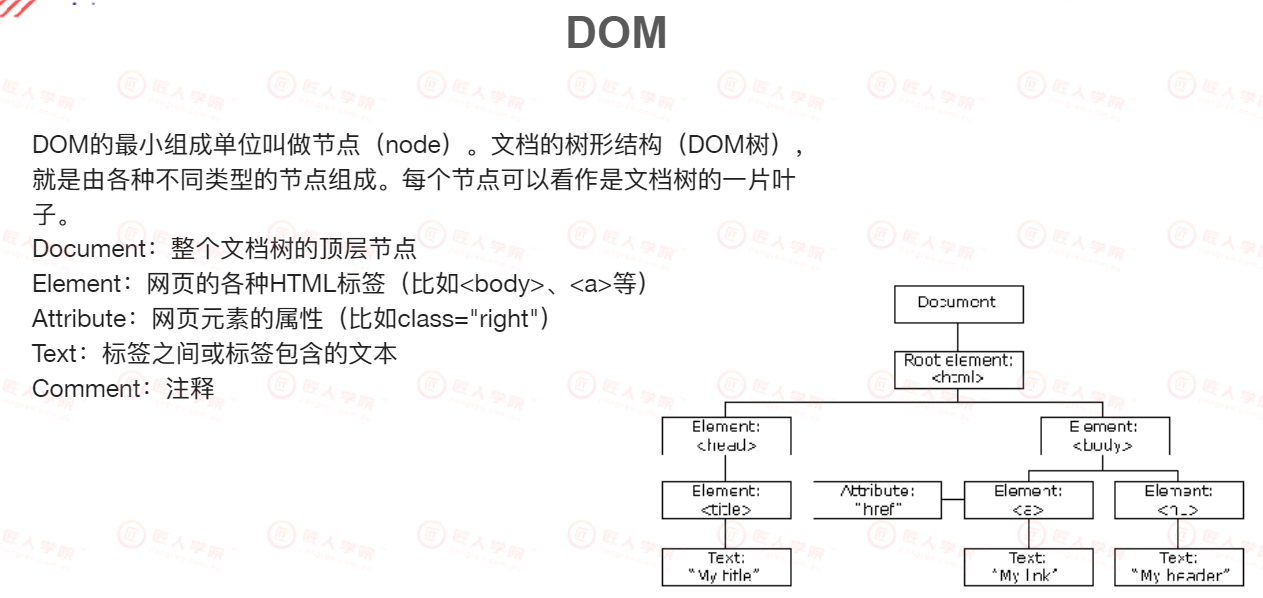 DOM
DOM的最小组成单位叫做节点（node）。文档的树形结构（DOM树），
就是由各种不同类型的节点组成。每个节点可以看作是文档树的一片叶
子。
Document：整个文档树的顶层节点
Element：网页的各种HTML标签（比如<body>、<a>等）
Attribute：网页元素的属性（比如class="right"）
Text：标签之间或标签包含的文本
Comment：注释
Document
Root element:
<html>
Element:
<head>
Element:
<body>
Element:
<title>
Attribute:
"href"
Element:
<a>
Element:
Text:
"My title"
Text:
"My link"
Text:
"My header"
匠人学院